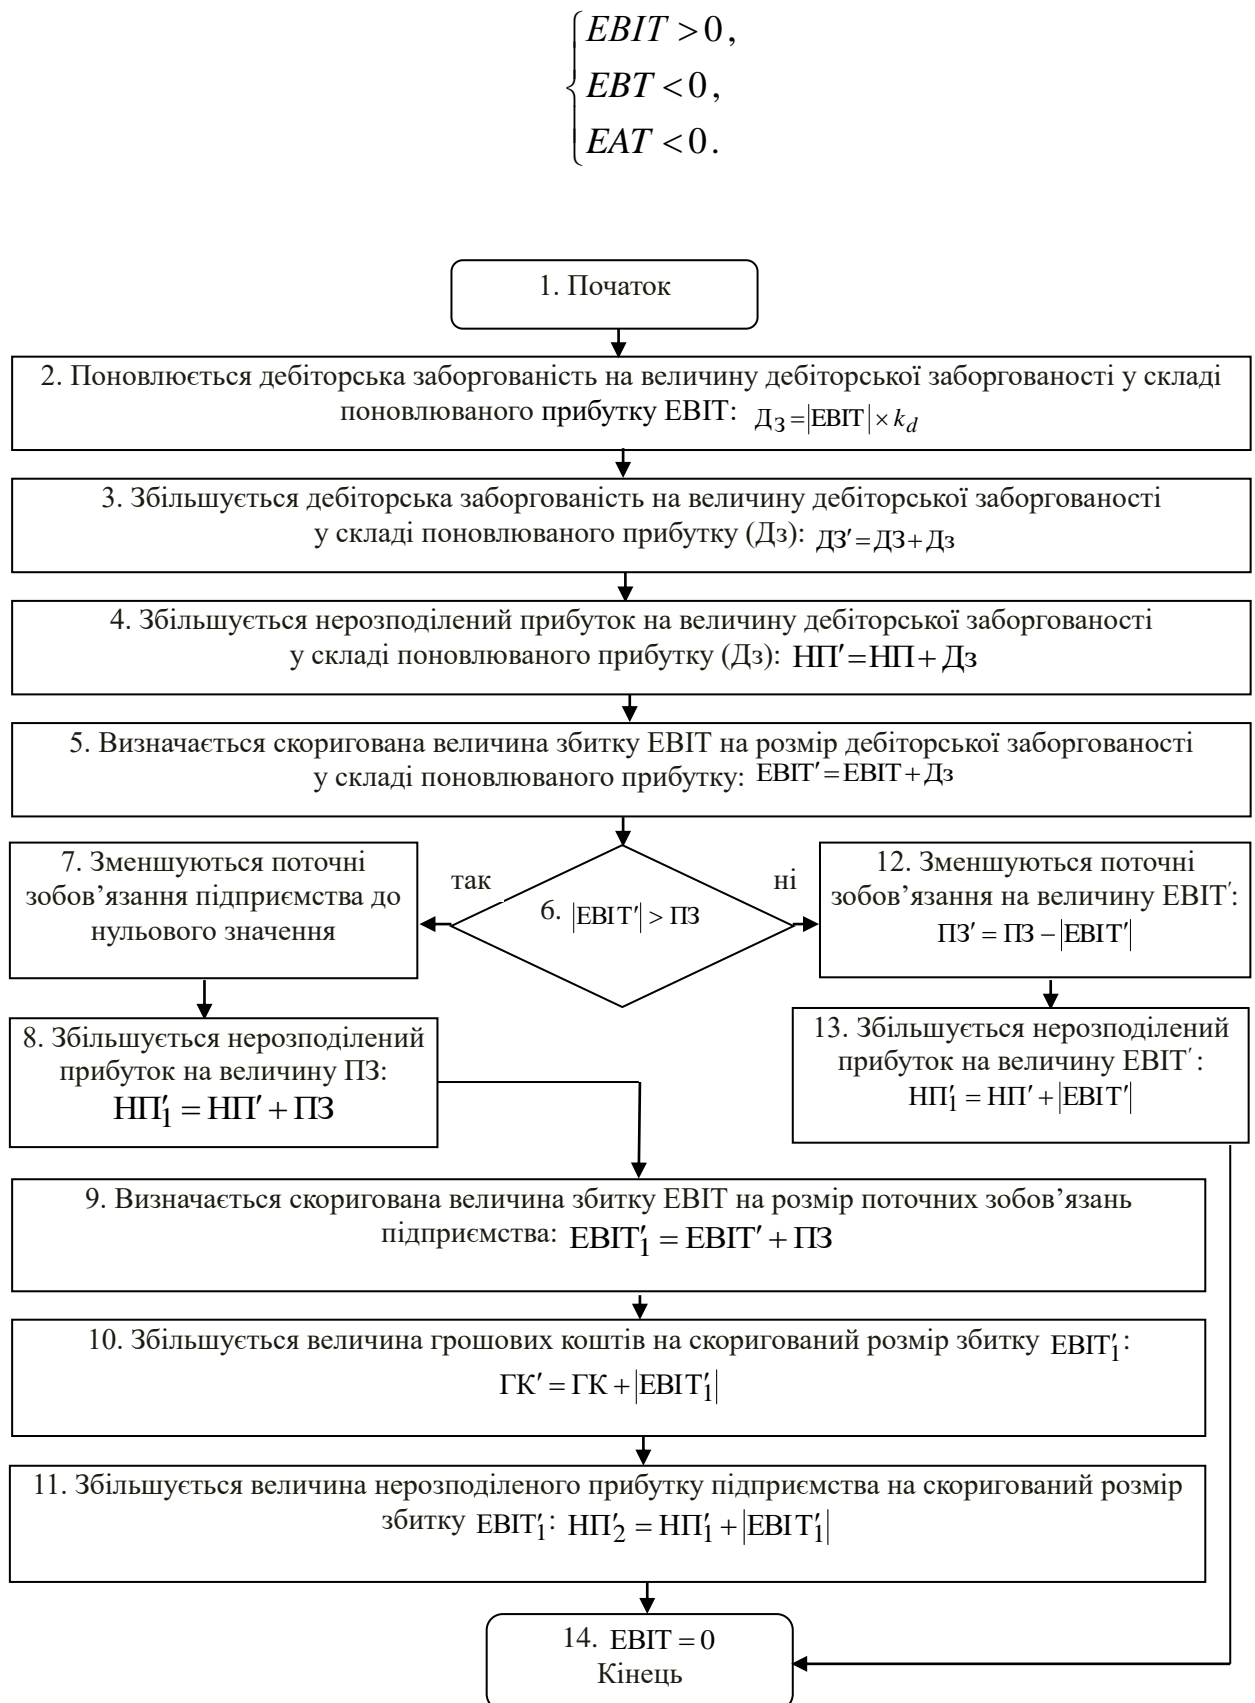 EBIT > 0,
EBT < 0,
EAT < 0.
1. Початок
2. Поновлюється дебіторська заборгованість на величину дебіторської заборгованості у складі
поновлюваного прибутку EBIT: Дз = |EBIT| × k_d
3. Збільшується дебіторська заборгованість на величину дебіторської заборгованості
у складі поновлюваного прибутку (Дз): ДЗ′ = ДЗ + Дз
4. Збільшується нерозподілений прибуток на величину дебіторської заборгованості
у складі поновлюваного прибутку (Дз): НП′ = НП + Дз
5. Визначається скоригована величина збитку EBIT на розмір дебіторської заборгованості
у складі поновлюваного прибутку: EBIT′ = EBIT + Дз
так
6. |EBIT′| > ПЗ
ні
7. Зменшуються поточні
зобов’язання підприємства до
нульового значення
12. Зменшуються поточні
зобов’язання на величину EBIT′:
ПЗ′ = ПЗ − |EBIT′|
8. Збільшується нерозподілений
прибуток на величину ПЗ:
НП′₁ = НП′ + ПЗ
13. Збільшується нерозподілений
прибуток на величину EBIT′ :
НП′₁ = НП′ + |EBIT′|
9. Визначається скоригована величина збитку EBIT на розмір поточних зобов’язань
підприємства: EBIT′₁ = EBIT′ + ПЗ
10. Збільшується величина грошових коштів на скоригований розмір збитку EBIT′₁:
ГК′ = ГК + |EBIT′₁|
11. Збільшується величина нерозподіленого прибутку підприємства на скоригований розмір
збитку EBIT′₁: НП′₂ = НП′₁ + |EBIT′₁|
14. EBIT = 0
Кінець